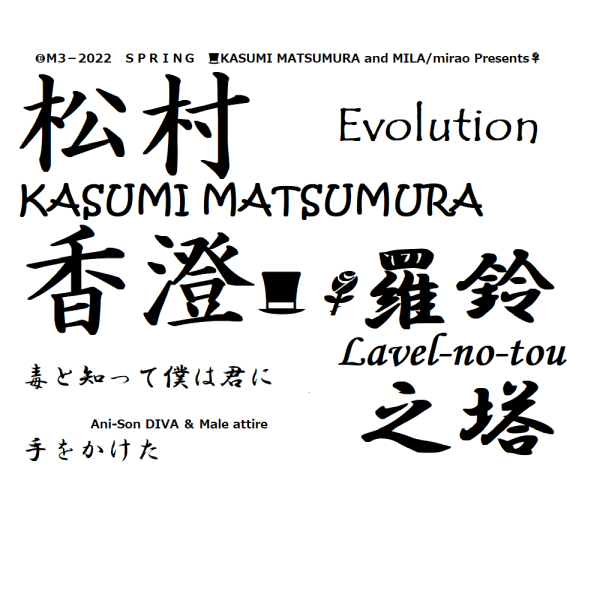 ®M3−2022 SPRING 🎩KASUMI MATSUMURA and MILA/mirao Presents🌹
松村
Evolution
KASUMI MATSUMURA
香澄🎩🌹羅鈴
Lavel-no-tou
毒と知って僕は君に
之塔
Ani-Son DIVA & Male attire
手をかけた